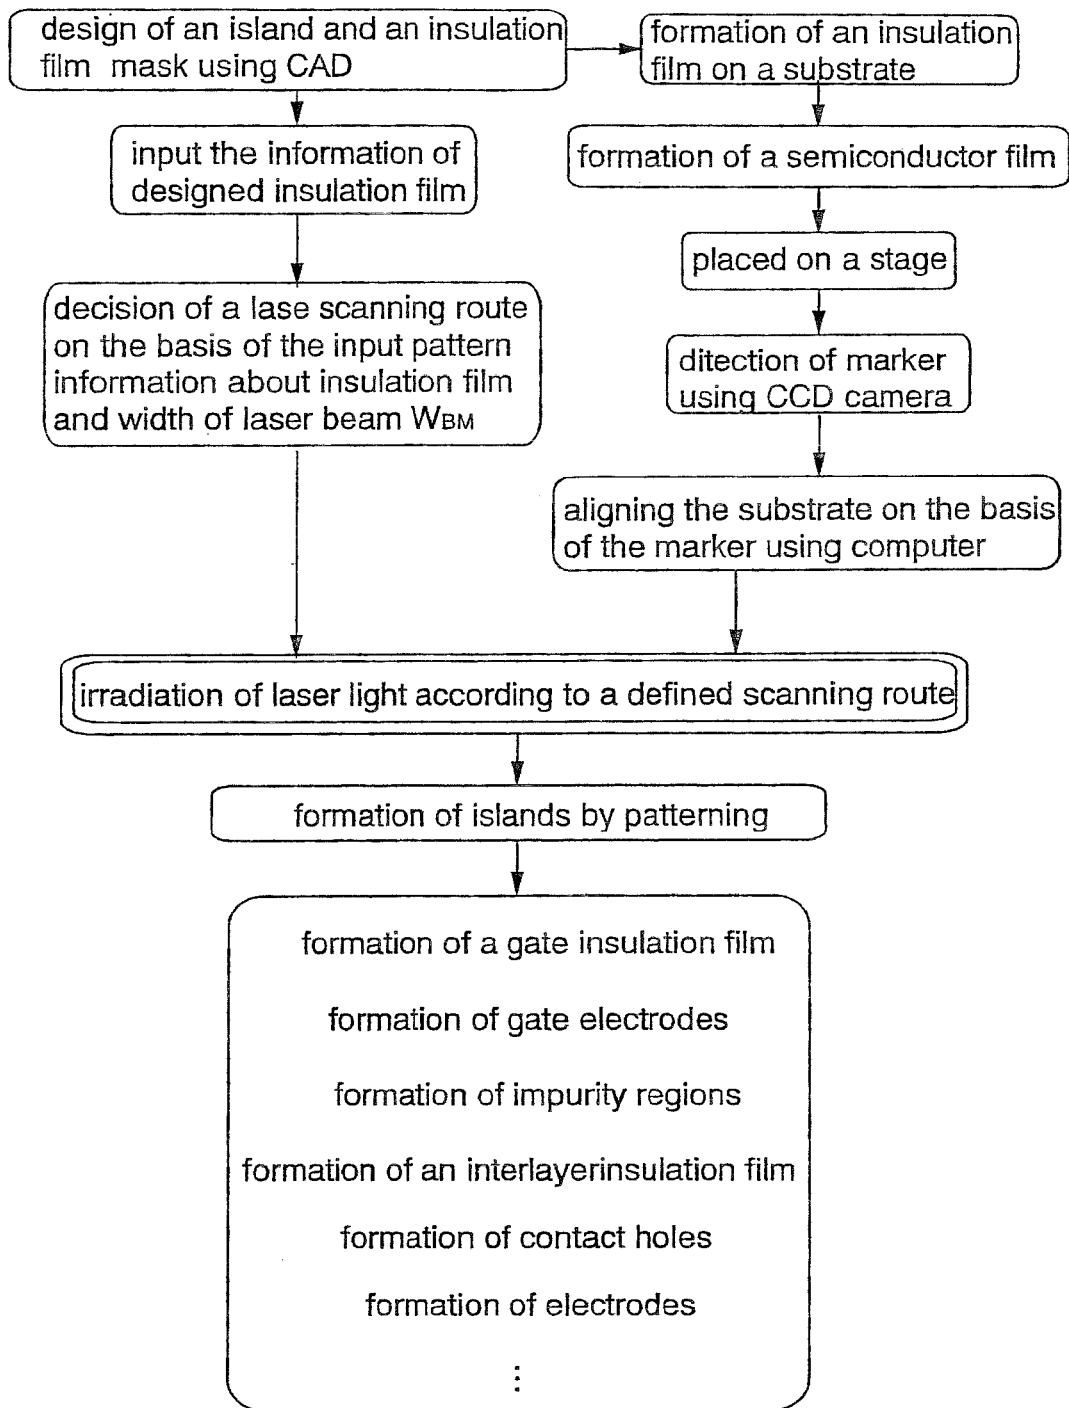 design of an island and an insulation
film mask using CAD
formation of an insulation
film on a substrate
input the information of
designed insulation film
formation of a semiconductor film
placed on a stage
decision of a lase scanning route
on the basis of the input pattern
information about insulation film
and width of laser beam WBM
ditection of marker
using CCD camera
aligning the substrate on the basis
of the marker using computer
irradiation of laser light according to a defined scanning route
formation of islands by patterning
formation of a gate insulation film
formation of gate electrodes
formation of impurity regions
formation of an interlayerinsulation film
formation of contact holes
formation of electrodes
⋮